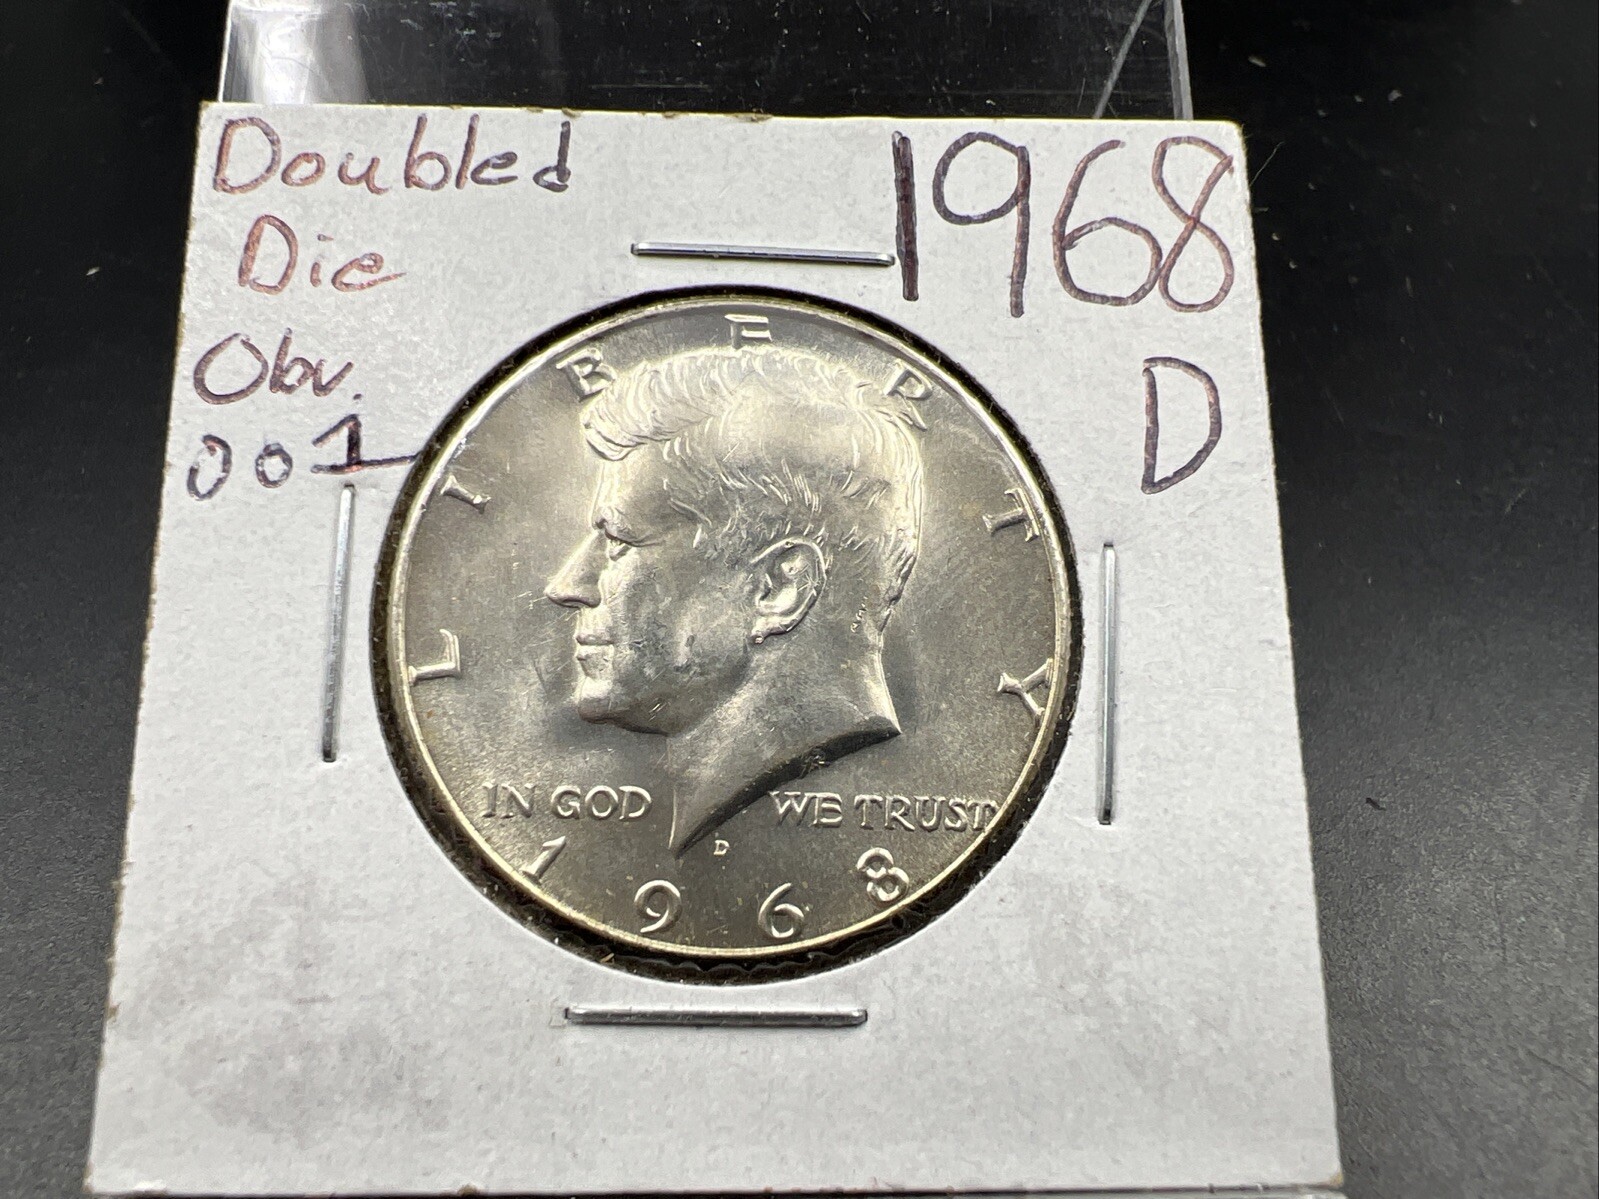 Doubled
Die
Obv.
001
1968
D
LIBERTY
IN GOD WE TRUST
D
1968